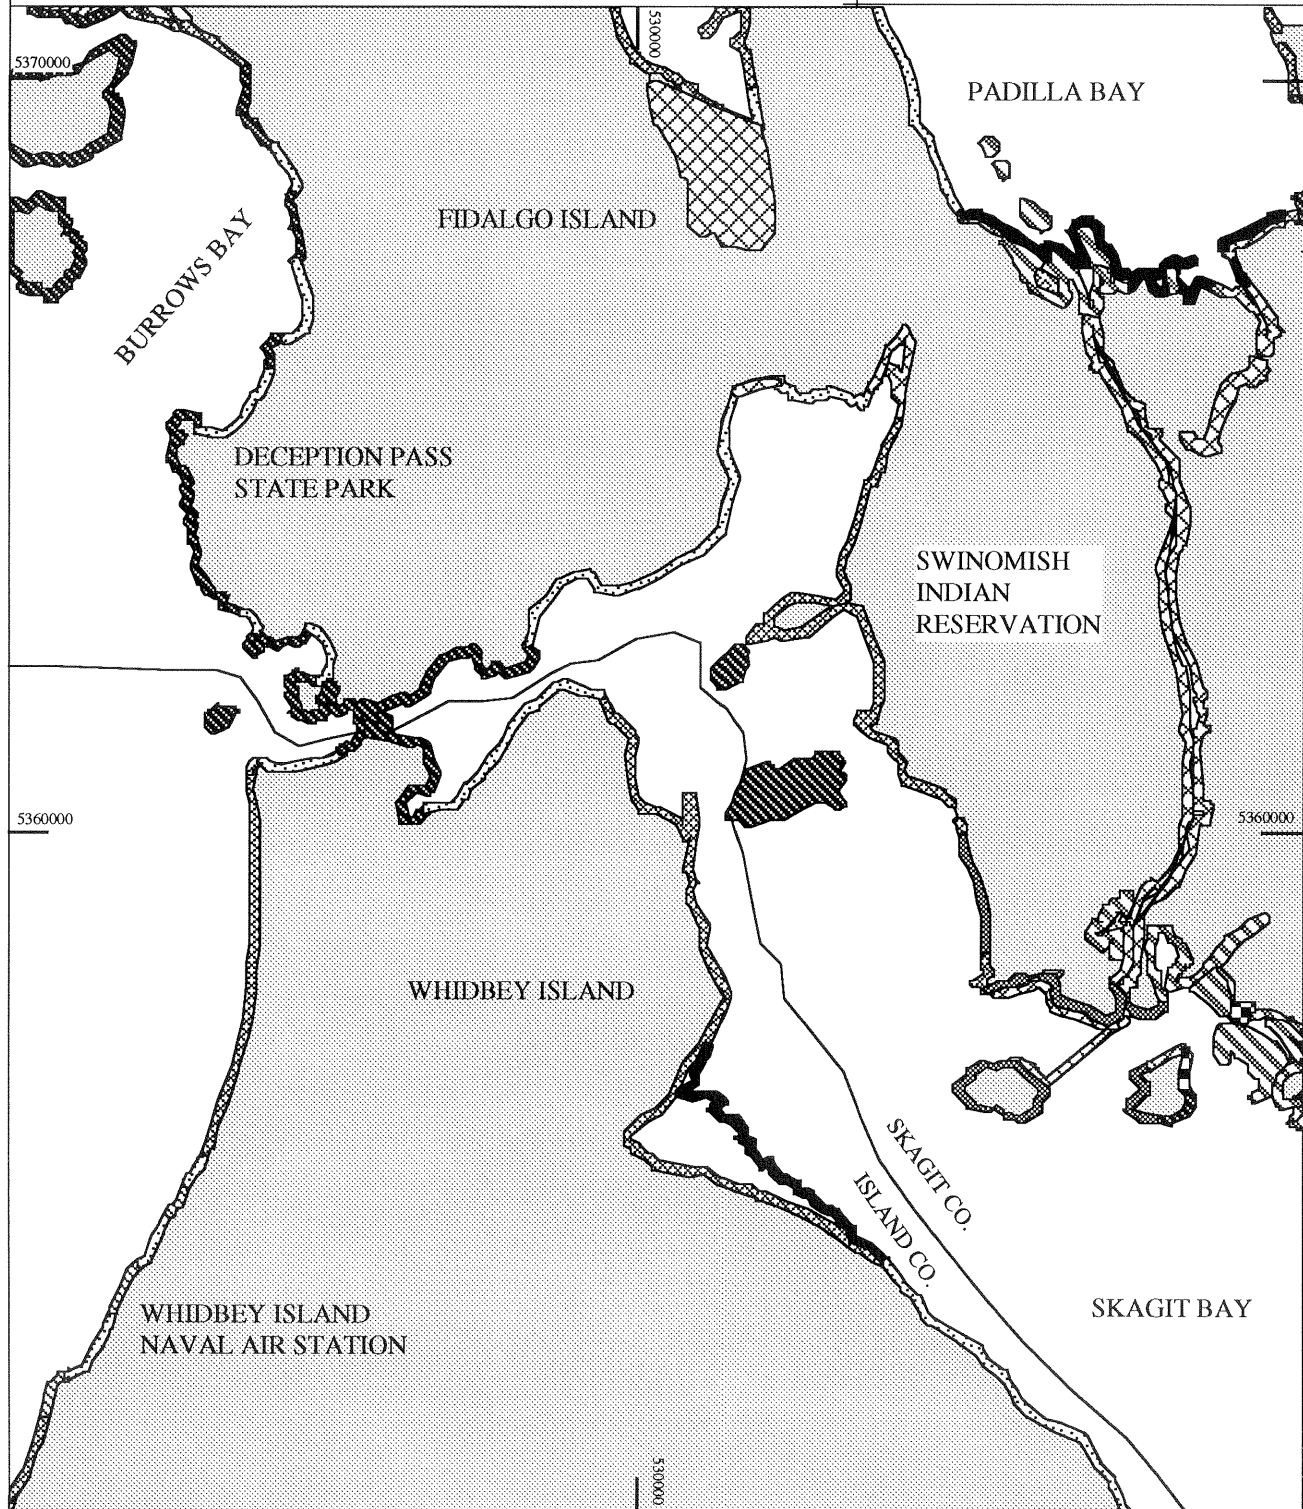 530000
5370000
PADILLA BAY
FIDALGO ISLAND
BURROWS BAY
DECEPTION PASS
STATE PARK
SWINOMISH
INDIAN
RESERVATION
5360000
5360000
WHIDBEY ISLAND
SKAGIT CO.
ISLAND CO.
WHIDBEY ISLAND
NAVAL AIR STATION
SKAGIT BAY
530000